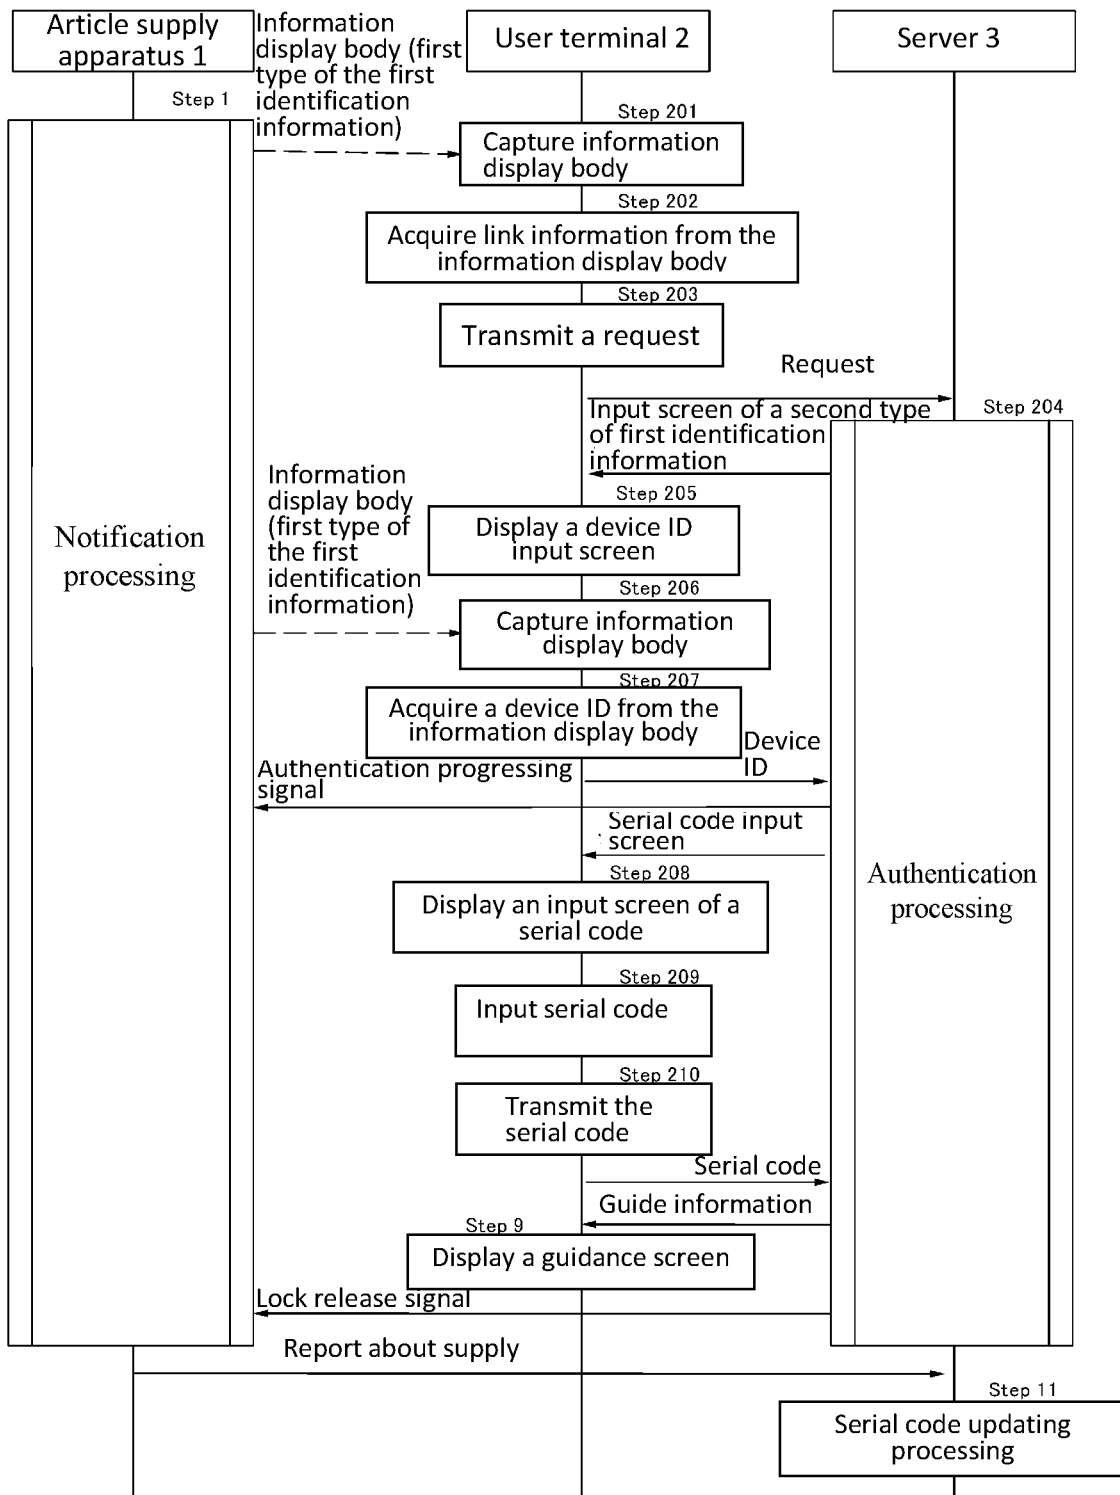 Article supply
apparatus 1
Information
display body (first
type of the first
identification
information)
User terminal 2
Server 3
Step 1
Step 201
Capture information
display body
Step 202
Acquire link information from the
information display body
Step 203
Transmit a request
Request
Step 204
Input screen of a second type
of first identification
information
Information
display body
(first type of
the first
identification
information)
Step 205
Display a device ID
input screen
Notification
processing
Step 206
Capture information
display body
Step 207
Acquire a device ID from the
information display body
Device
ID
Authentication progressing
signal
Serial code input
screen
Step 208
Display an input screen of a
serial code
Authentication
processing
Step 209
Input serial code
Step 210
Transmit the
serial code
Serial code
Guide information
Step 9
Display a guidance screen
Lock release signal
Report about supply
Step 11
Serial code updating
processing